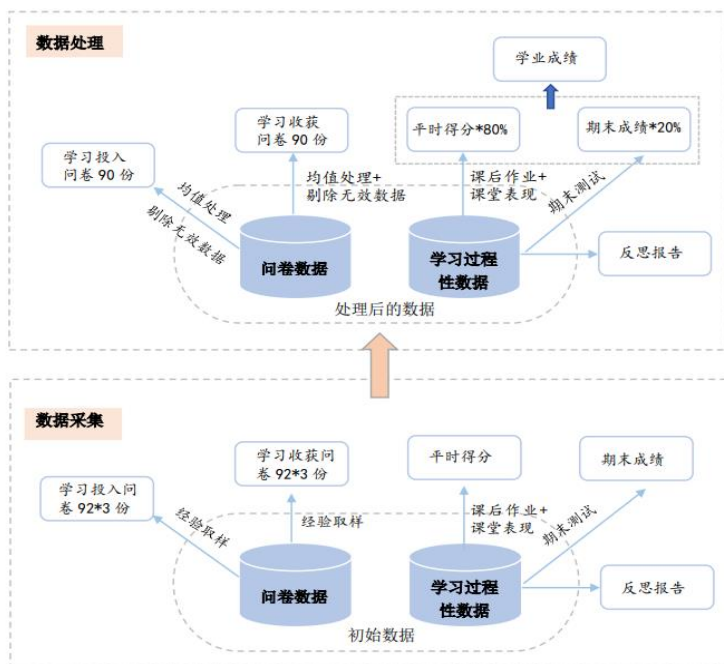 数据处理
学业成绩
学习收获
问卷 90 份
平时得分*80%
期末成绩*20%
学习投入
问卷 90 份
均值处理
剔除无效数据
均值处理+
剔除无效数据
课后作业+
课堂表现
期末测试
问卷数据
学习过程
性数据
反思报告
处理后的数据
数据采集
学习收获问
卷 92*3 份
平时得分
期末成绩
学习投入问
卷 92*3 份
经验取样
经验取样
课后作业+
课堂表现
期末测试
问卷数据
学习过程
性数据
反思报告
初始数据